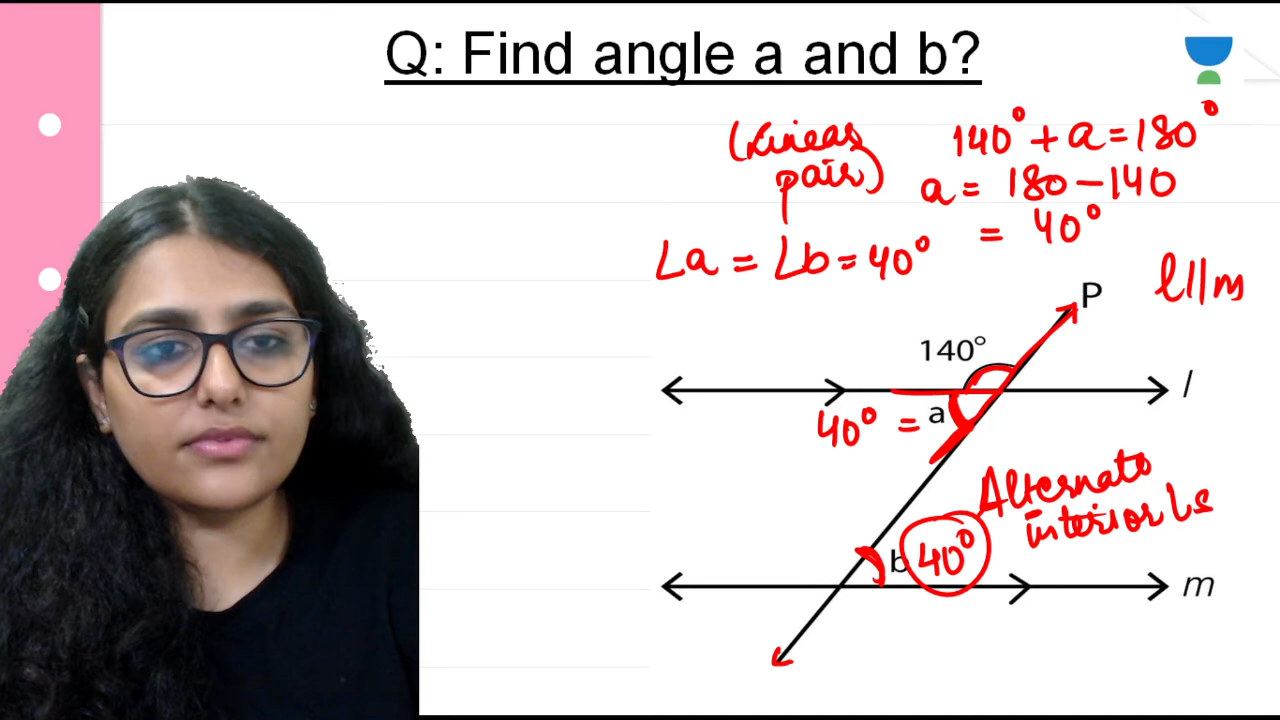 Q: Find angle a and b?
(Linear pair) 140° + a = 180°
a = 180 – 140
= 40°
∠a = ∠b = 40°
l || m
P
140°
l
40° = a
Alternate
interior ∠s
b 40°
m